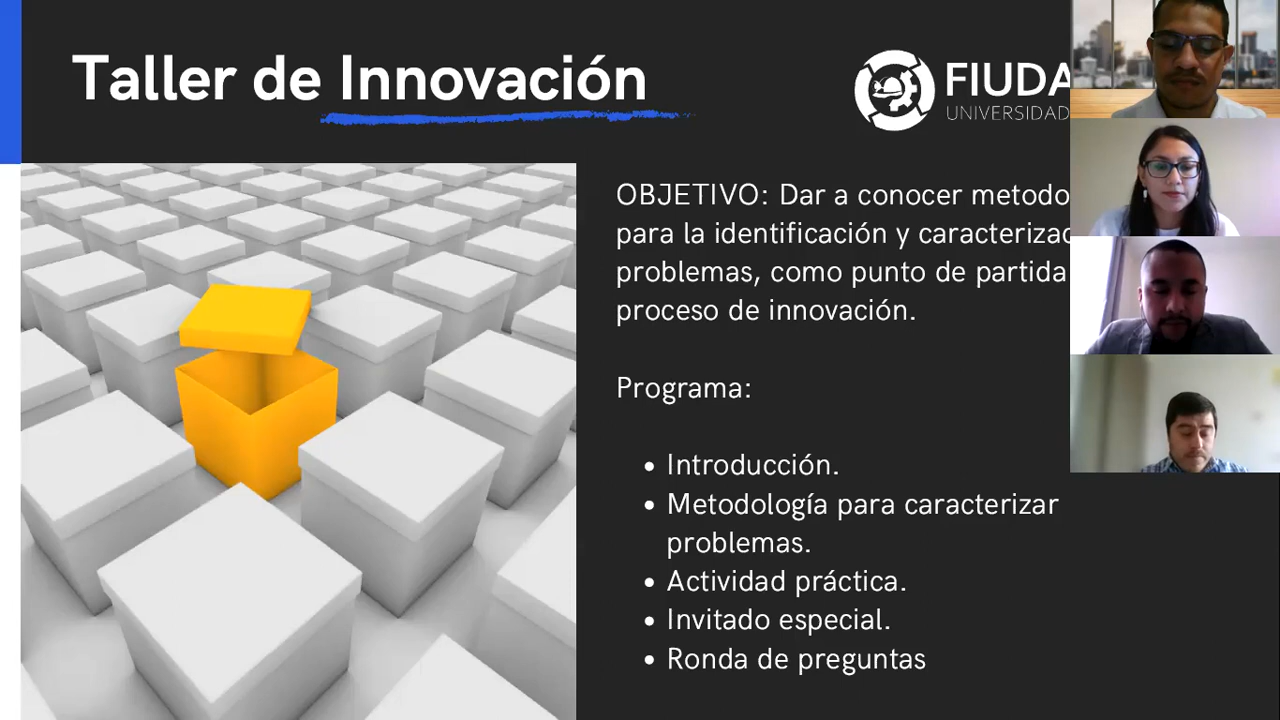 Taller de Innovación
FIUDA
UNIVERSIDAD
OBJETIVO: Dar a conocer
para la identificación y
problemas, como punto de partida
proceso de innovación.
Programa:
• Introducción.
• Metodología para caracterizar
problemas.
• Actividad práctica.
• Invitado especial.
• Ronda de preguntas